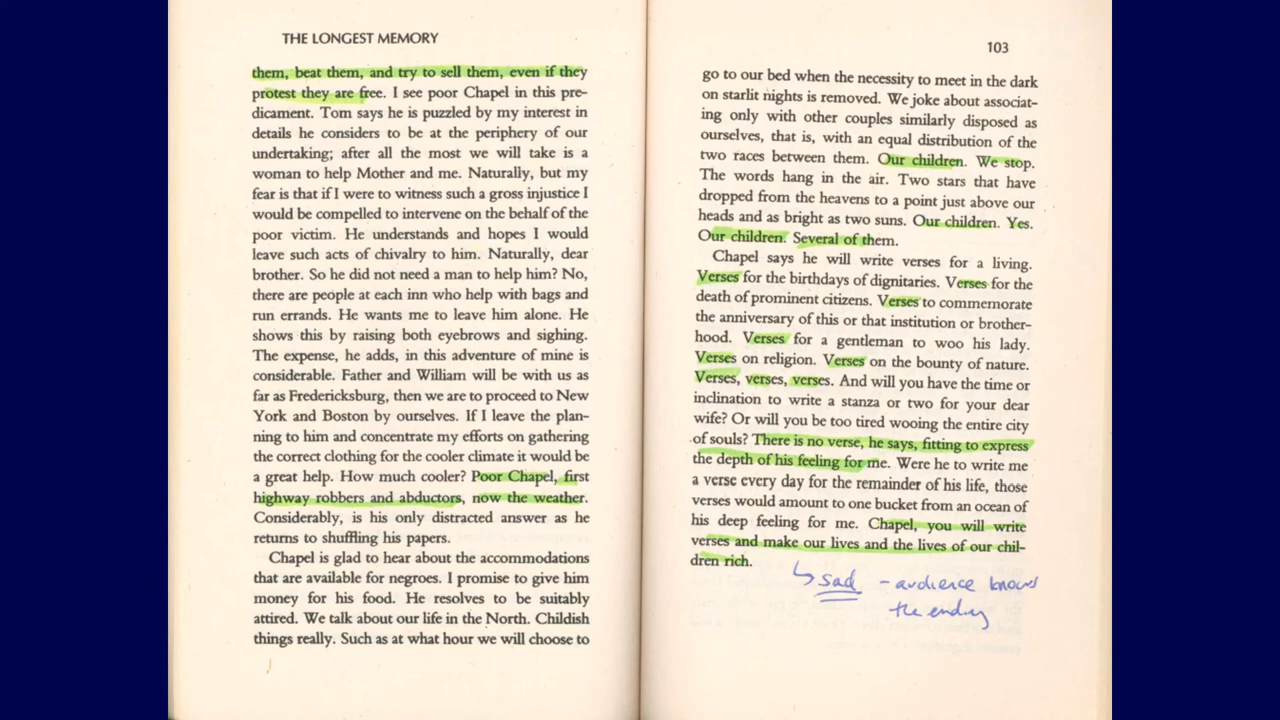 THE LONGEST MEMORY
them, beat them, and try to sell them, even if they
protest they are free. I see poor Chapel in this pre-
dicament. Tom says he is puzzled by my interest in
details he considers to be at the periphery of our
undertaking; after all the most we will take is a
woman to help Mother and me. Naturally, but my
fear is that if I were to witness such a gross injustice I
would be compelled to intervene on the behalf of the
poor victim. He understands and hopes I would
leave such acts of chivalry to him. Naturally, dear
brother. So he did not need a man to help him? No,
there are people at each inn who help with bags and
run errands. He wants me to leave him alone. He
shows this by raising both eyebrows and sighing.
The expense, he adds, in this adventure of mine is
considerable. Father and William will be with us as
far as Fredericksburg, then we are to proceed to New
York and Boston by ourselves. If I leave the plan-
ning to him and concentrate my efforts on gathering
the correct clothing for the cooler climate it would be
a great help. How much cooler? Poor Chapel, first
highway robbers and abductors, now the weather.
Considerably, is his only distracted answer as he
returns to shuffling his papers.
Chapel is glad to hear about the accommodations
that are available for negroes. I promise to give him
money for his food. He resolves to be suitably
attired. We talk about our life in the North. Childish
things really. Such as at what hour we will choose to
103
go to our bed when the necessity to meet in the dark
on starlit nights is removed. We joke about associat-
ing only with other couples similarly disposed as
ourselves, that is, with an equal distribution of the
two races between them. Our children. We stop.
The words hang in the air. Two stars that have
dropped from the heavens to a point just above our
heads and as bright as two suns. Our children. Yes.
Our children. Several of them.
Chapel says he will write verses for a living.
Verses for the birthdays of dignitaries. Verses for the
death of prominent citizens. Verses to commemorate
the anniversary of this or that institution or brother-
hood. Verses for a gentleman to woo his lady.
Verses on religion. Verses on the bounty of nature.
Verses, verses, verses. And will you have the time or
inclination to write a stanza or two for your dear
wife? Or will you be too tired wooing the entire city
of souls? There is no verse, he says, fitting to express
the depth of his feeling for me. Were he to write me
a verse every day for the remainder of his life, those
verses would amount to one bucket from an ocean of
his deep feeling for me. Chapel, you will write
verses and make our lives and the lives of our chil-
dren rich.
↳ sad - audience knows
the ending